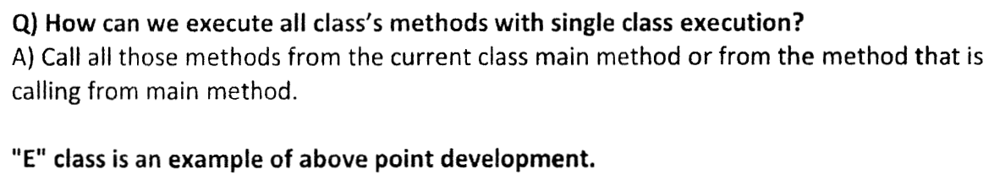 Q) How can we execute all class's methods with single class execution?
A) Call all those methods from the current class main method or from the method that is
calling from main method.
"E" class is an example of above point development.